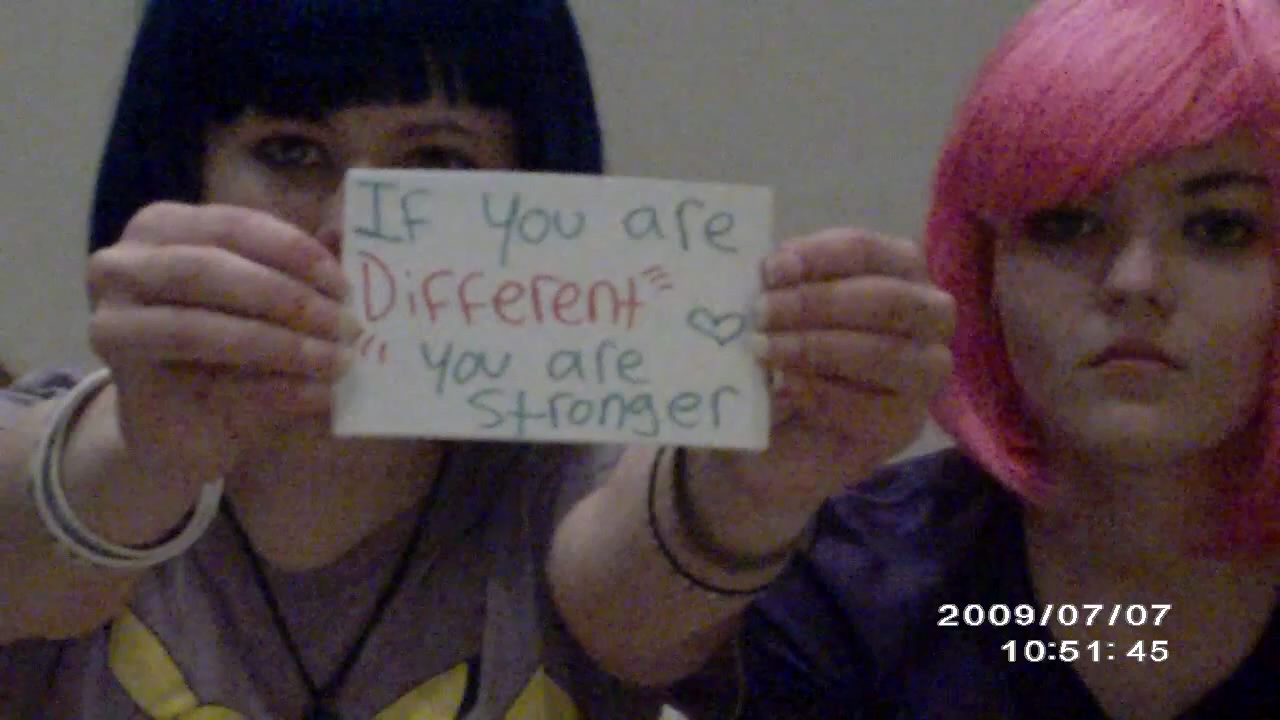 If you are
Different"
" you are
stronger
2009/07/07
10:51:45